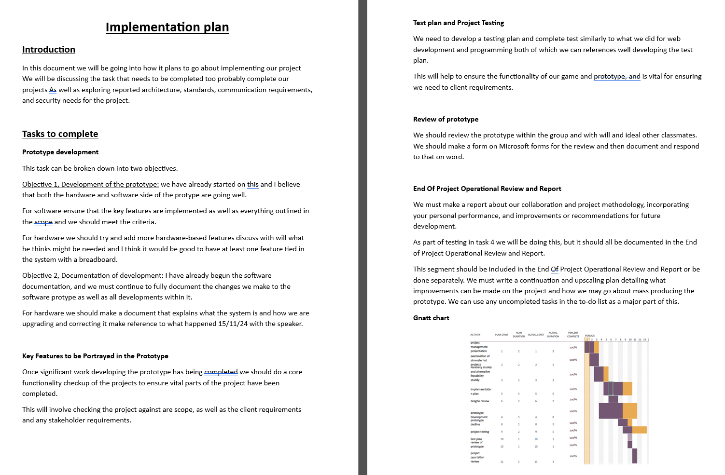 Implementation plan
Introduction
In this document we will be going into how it plans to go about implementing our project
We will be discussing the task that needs to be completed too probably complete our
projects As well as exploring reported architecture, standards, communication requirements,
and security needs for the project.
Tasks to complete
Prototype development
This task can be broken down into two objectives.
Objective 1, Development of the prototype: we have already started on this and I believe
that both the hardware and software side of the protype are going well.
For software ensure that the key features are implemented as well as everything outlined in
the scope and we should meet the criteria.
For hardware we should try and add more hardware-based features discuss with will what
he thinks might be needed and I think it would be good to have at least one feature tied in
the system with a breadboard.
Objective 2, Documentation of development: I have already begun the software
documentation, and we must continue to fully document the changes we make to the
software protype as well as all developments within it.
For hardware we should make a document that explains what the system is and how we are
upgrading and correcting it make reference to what happened 15/11/24 with the speaker.
Key Features to be Portrayed in the Prototype
Once significant work developing the prototype has being completed we should do a core
functionality checkup of the projects to ensure vital parts of the project have been
completed.
This will involve checking the project against are scope, as well as the client requirements
and any stakeholder requirements.
Test plan and Project Testing
We need to develop a testing plan and complete test similarly to what we did for web
development and programming both of which we can references well developing the test
plan.
This will help to ensure the functionality of our game and prototype, and is vital for ensuring
we need to client requirements.
Review of prototype
We should review the prototype within the group and with will and ideal other classmates.
We should make a form on Microsoft forms for the review and then document and respond
to that on word.
End Of Project Operational Review and Report
We must make a report about our collaboration and project methodology, incorporating
your personal performance, and improvements or recommendations for future
development.
As part of testing in task 4 we will be doing this, but it should all be documented in the End
of Project Operational Review and Report.
This segment should be included in the End Of Project Operational Review and Report or be
done separately. We must write a continuation and upscaling plan detailing what
improvements can be made on the project and how we may go about mass producing the
prototype. We can use any uncompleted tasks in the to-do list as a major part of this.
Gnatt chart